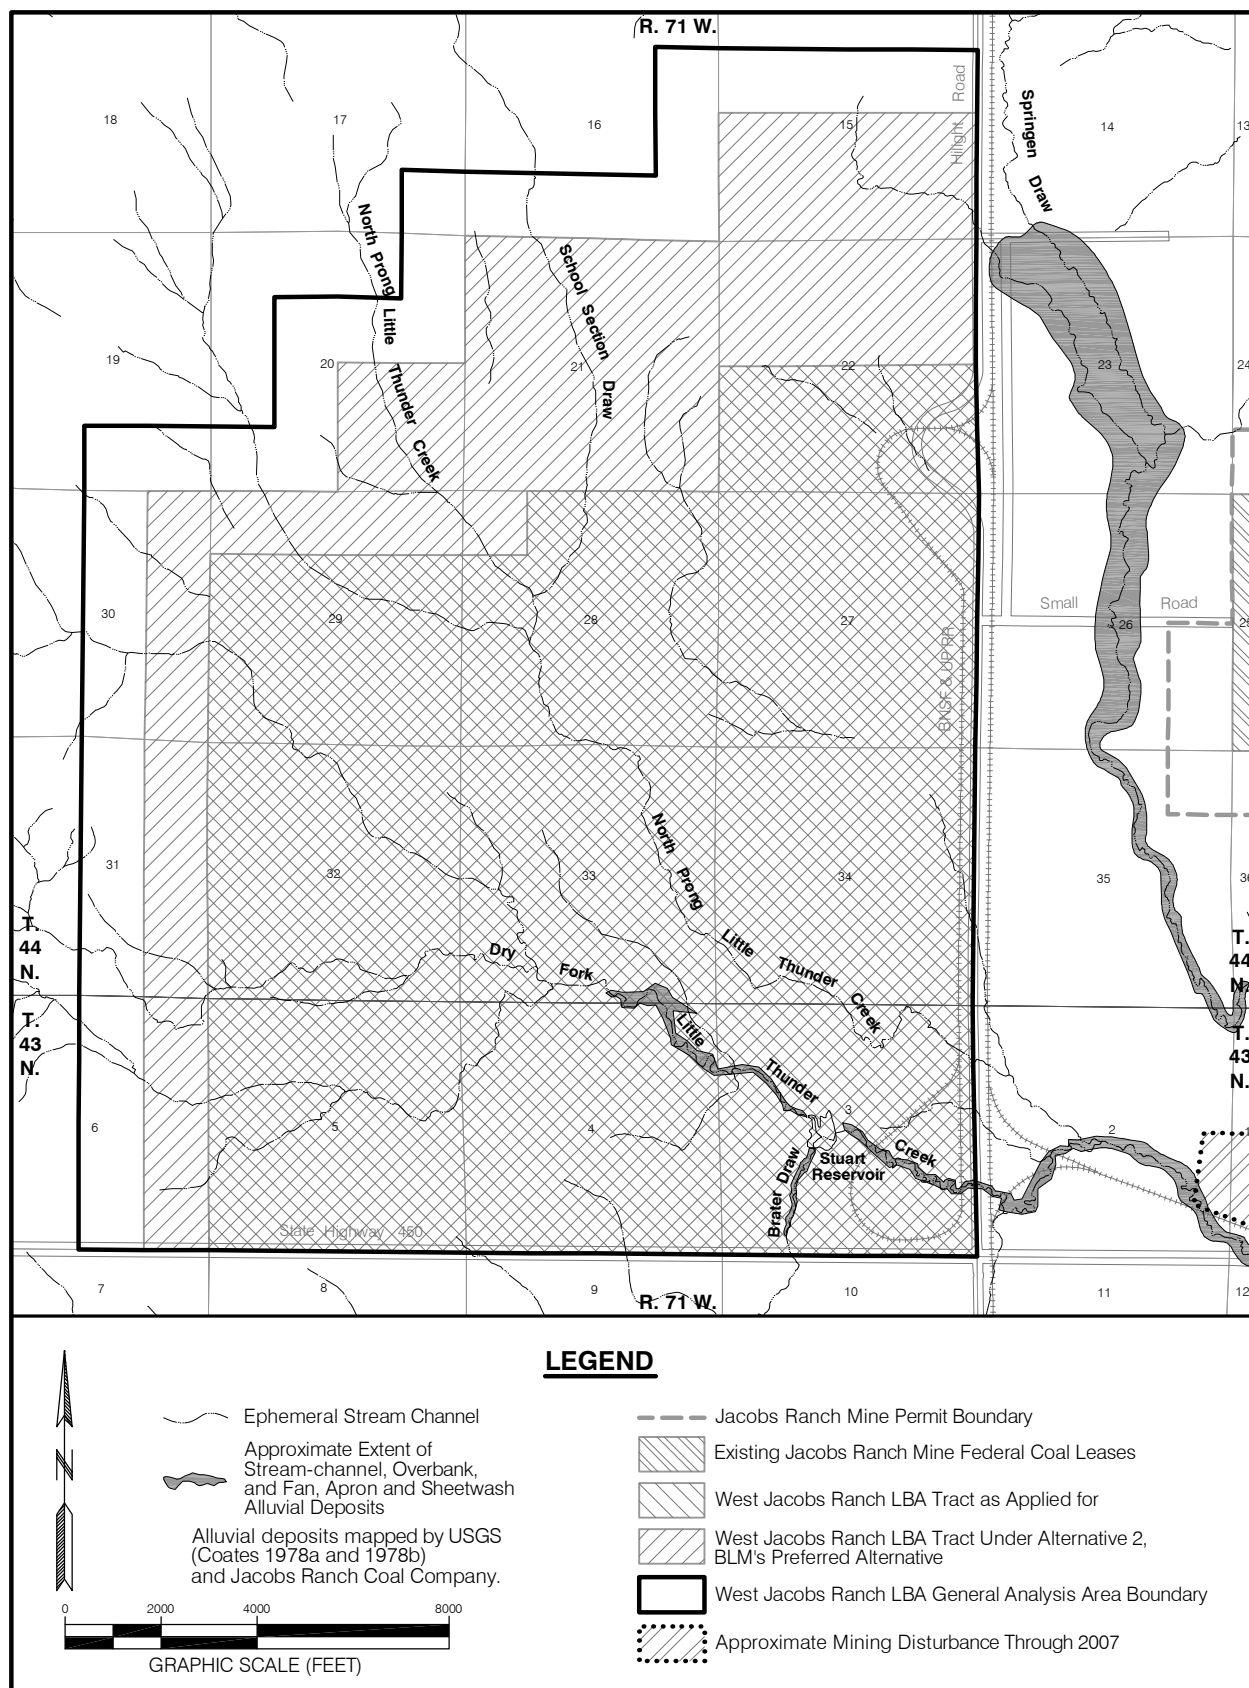 R. 71 W.
18
17
16
15
14
13
Hilight Road
Springen Draw
North Prong Little Thunder Creek
School Section Draw
19
20
21
22
23
24
30
29
28
27
26
25
Small Road
BNSF & UP RR
31
32
33
34
35
36
North Prong Little Thunder Creek
T.
44
N.
T.
44
N.
Dry Fork Little Thunder Creek
T.
43
N.
T.
43
N.
6
5
4
3
2
1
Stuart
Reservoir
Brater Draw
State Highway 450
7
8
9
10
11
12
R. 71 W.
LEGEND
N
Ephemeral Stream Channel
Approximate Extent of
Stream-channel, Overbank,
and Fan, Apron and Sheetwash
Alluvial Deposits
Alluvial deposits mapped by USGS
(Coates 1978a and 1978b)
and Jacobs Ranch Coal Company.
0 2000 4000 8000
GRAPHIC SCALE (FEET)
Jacobs Ranch Mine Permit Boundary
Existing Jacobs Ranch Mine Federal Coal Leases
West Jacobs Ranch LBA Tract as Applied for
West Jacobs Ranch LBA Tract Under Alternative 2,
BLM's Preferred Alternative
West Jacobs Ranch LBA General Analysis Area Boundary
Approximate Mining Disturbance Through 2007